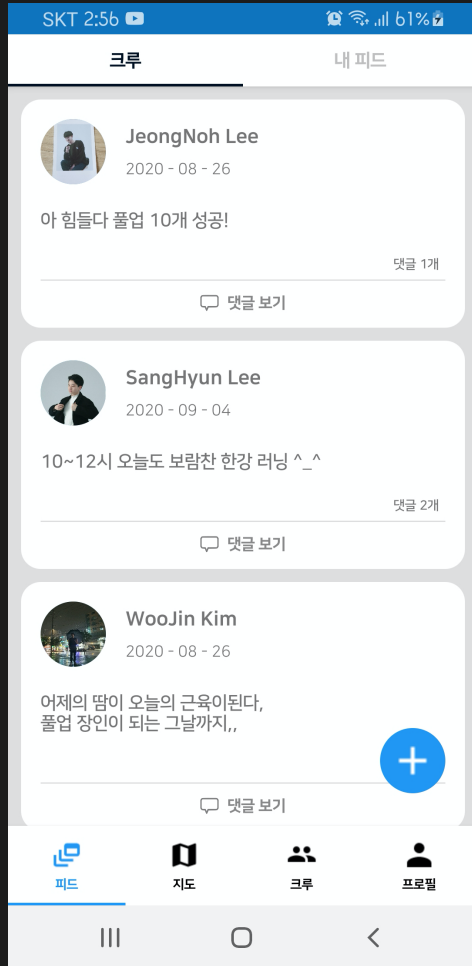 SKT 2:56 61%
크루 내 피드
JeongNoh Lee
2020 - 08 - 26
아 힘들다 풀업 10개 성공!
댓글 1개
댓글 보기
SangHyun Lee
2020 - 09 - 04
10~12시 오늘도 보람찬 한강 러닝 ^_^
댓글 2개
댓글 보기
WooJin Kim
2020 - 08 - 26
어제의 땀이 오늘의 근육이된다,
풀업 장인이 되는 그날까지,,
댓글 보기
피드 지도 크루 프로필